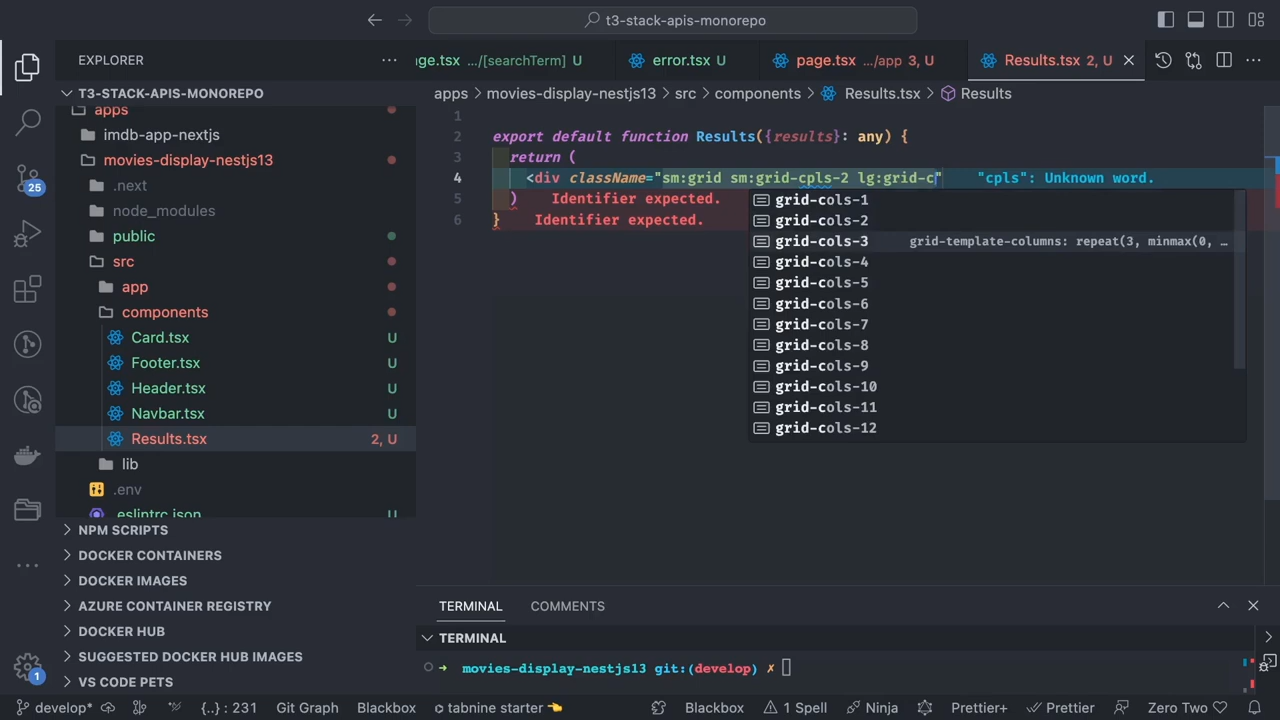 t3-stack-apis-monorepo
EXPLORER
T3-STACK-APIS-MONOREPO
apps
imdb-app-nextjs
movies-display-nestjs13
.next
node_modules
public
src
app
components
Card.tsx U
Footer.tsx U
Header.tsx U
Navbar.tsx U
Results.tsx 2, U
lib
.env
.eslintrc.json
NPM SCRIPTS
DOCKER CONTAINERS
DOCKER IMAGES
AZURE CONTAINER REGISTRY
DOCKER HUB
SUGGESTED DOCKER HUB IMAGES
VS CODE PETS
25
1
ge.tsx .../[searchTerm] U
error.tsx U
page.tsx .../app 3, U
Results.tsx 2, U
apps > movies-display-nestjs13 > src > components > Results.tsx > Results
1
2 export default function Results({results}: any) {
3 return (
4 <div className="sm:grid sm:grid-cpls-2 lg:grid-c" "cpls": Unknown word.
5 ) Identifier expected.
6 } Identifier expected.
grid-cols-1
grid-cols-2
grid-cols-3 grid-template-columns: repeat(3, minmax(0, …
grid-cols-4
grid-cols-5
grid-cols-6
grid-cols-7
grid-cols-8
grid-cols-9
grid-cols-10
grid-cols-11
grid-cols-12
TERMINAL COMMENTS
TERMINAL
movies-display-nestjs13 git:(develop) ✗
develop* {..} : 231 Git Graph Blackbox tabnine starter 👈 Blackbox 1 Spell Ninja Prettier+ Prettier Zero Two